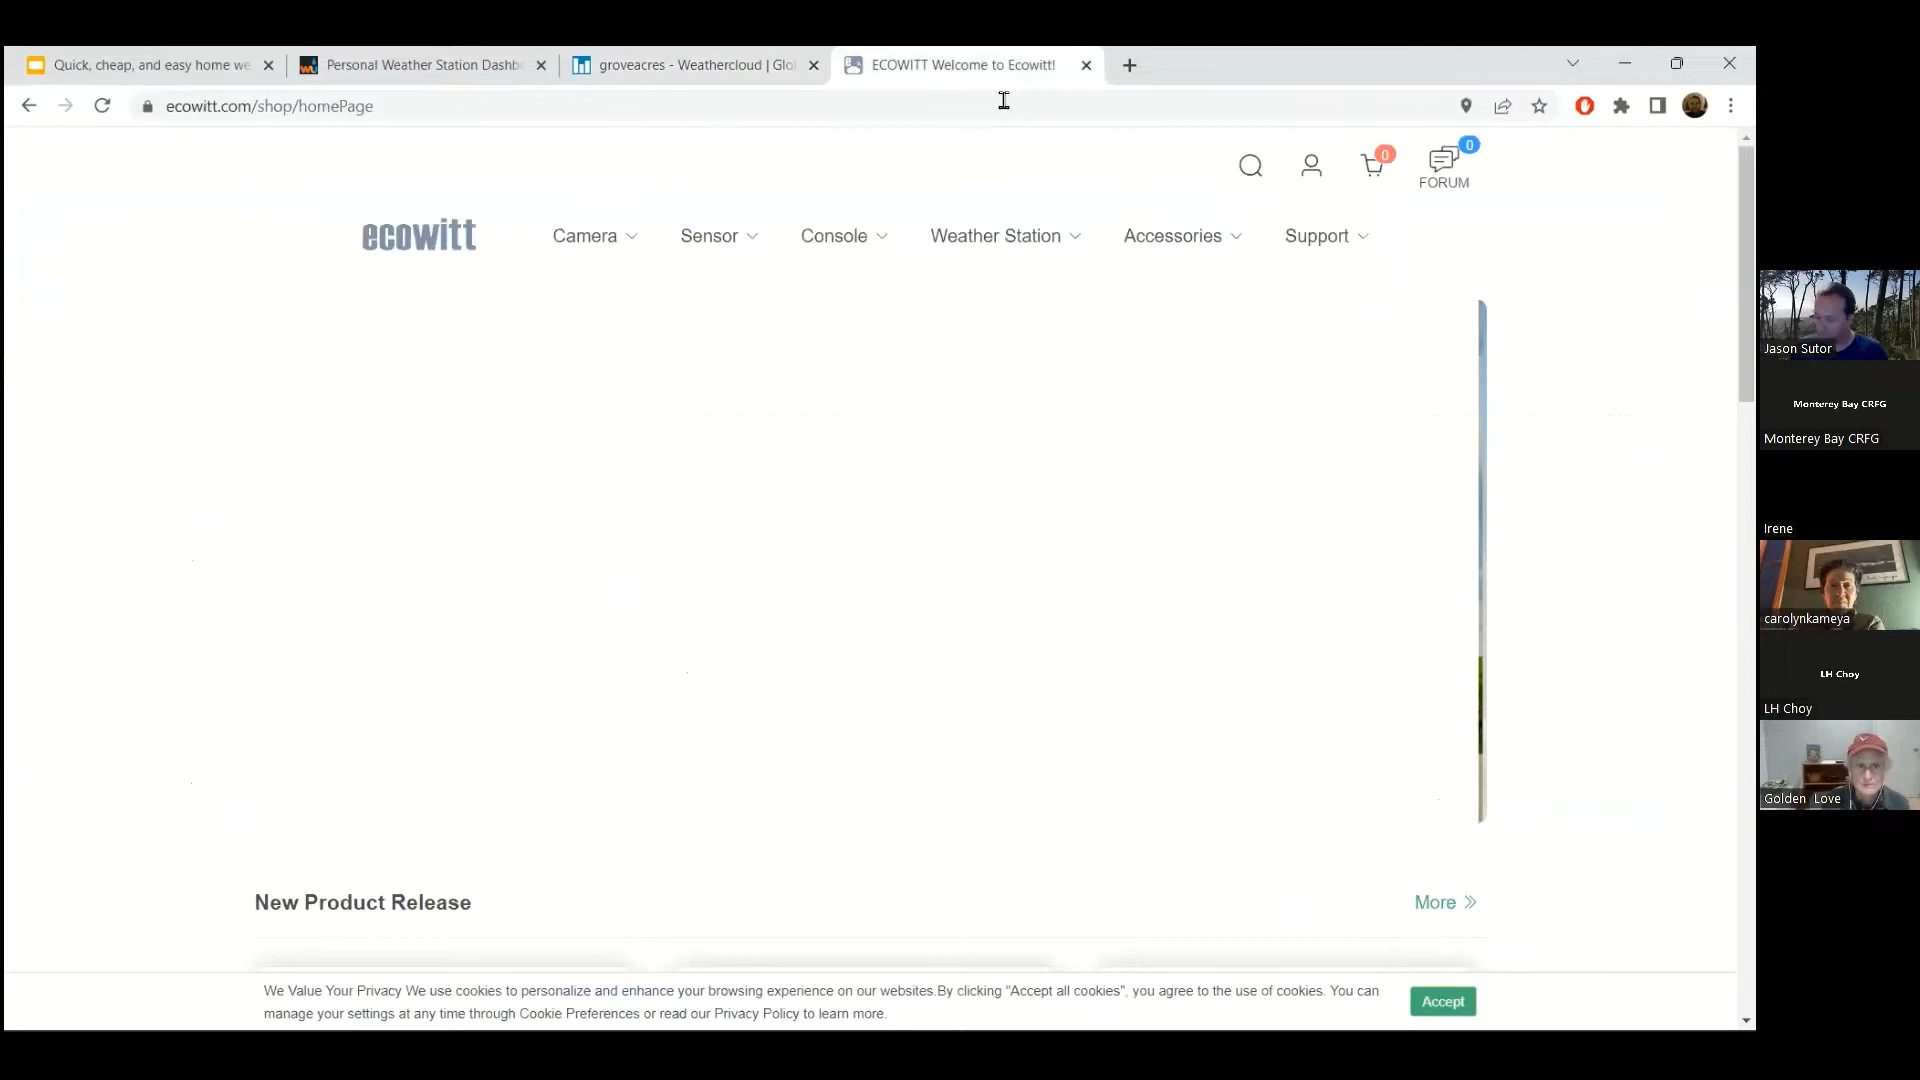 Quick, cheap, and easy home we
Personal Weather Station Dashb
groveacres - Weathercloud | Glo
ECOWITT Welcome to Ecowitt!
ecowitt.com/shop/homePage
0
0
FORUM
ecowitt
Camera
Sensor
Console
Weather Station
Accessories
Support
Jason Sutor
Monterey Bay CRFG
Monterey Bay CRFG
Irene
carolynkameya
LH Choy
LH Choy
Golden Love
New Product Release
More
We Value Your Privacy We use cookies to personalize and enhance your browsing experience on our websites.By clicking "Accept all cookies", you agree to the use of cookies. You can
manage your settings at any time through Cookie Preferences or read our Privacy Policy to learn more.
Accept